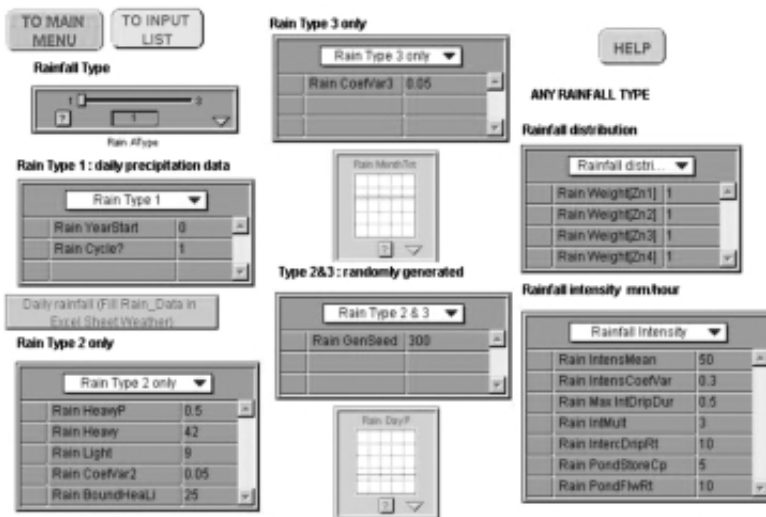 TO MAIN
MENU
TO INPUT
LIST
Rainfall Type
1
3
?
1
Rain AType
Rain Type 1 : daily precipitation data
Rain Type 1
Rain YearStart 0
Rain Cycle? 1
Daily rainfall (Fill Rain_Data in
Excel Sheet Weather)
Rain Type 2 only
Rain Type 2 only
Rain HeavyP 0.5
Rain Heavy 42
Rain Light 9
Rain CoefVar2 0.05
Rain BoundHeaLi 25
Rain Type 3 only
Rain Type 3 only
Rain CoefVar3 0.05
Rain MonthTot
?
Type 2&3 : randomly generated
Rain Type 2 & 3
Rain GenSeed 300
Rain DayP
?
HELP
ANY RAINFALL TYPE
Rainfall distribution
Rainfall distri...
Rain Weight[Zn1] 1
Rain Weight[Zn2] 1
Rain Weight[Zn3] 1
Rain Weight[Zn4] 1
Rainfall intensity mm/hour
Rainfall Intensity
Rain IntensMean 50
Rain IntensCoefVar 0.3
Rain Max IntDripDur 0.5
Rain IntMult 3
Rain IntercDripRt 10
Rain PondStoreCp 5
Rain PondFlwRt 10